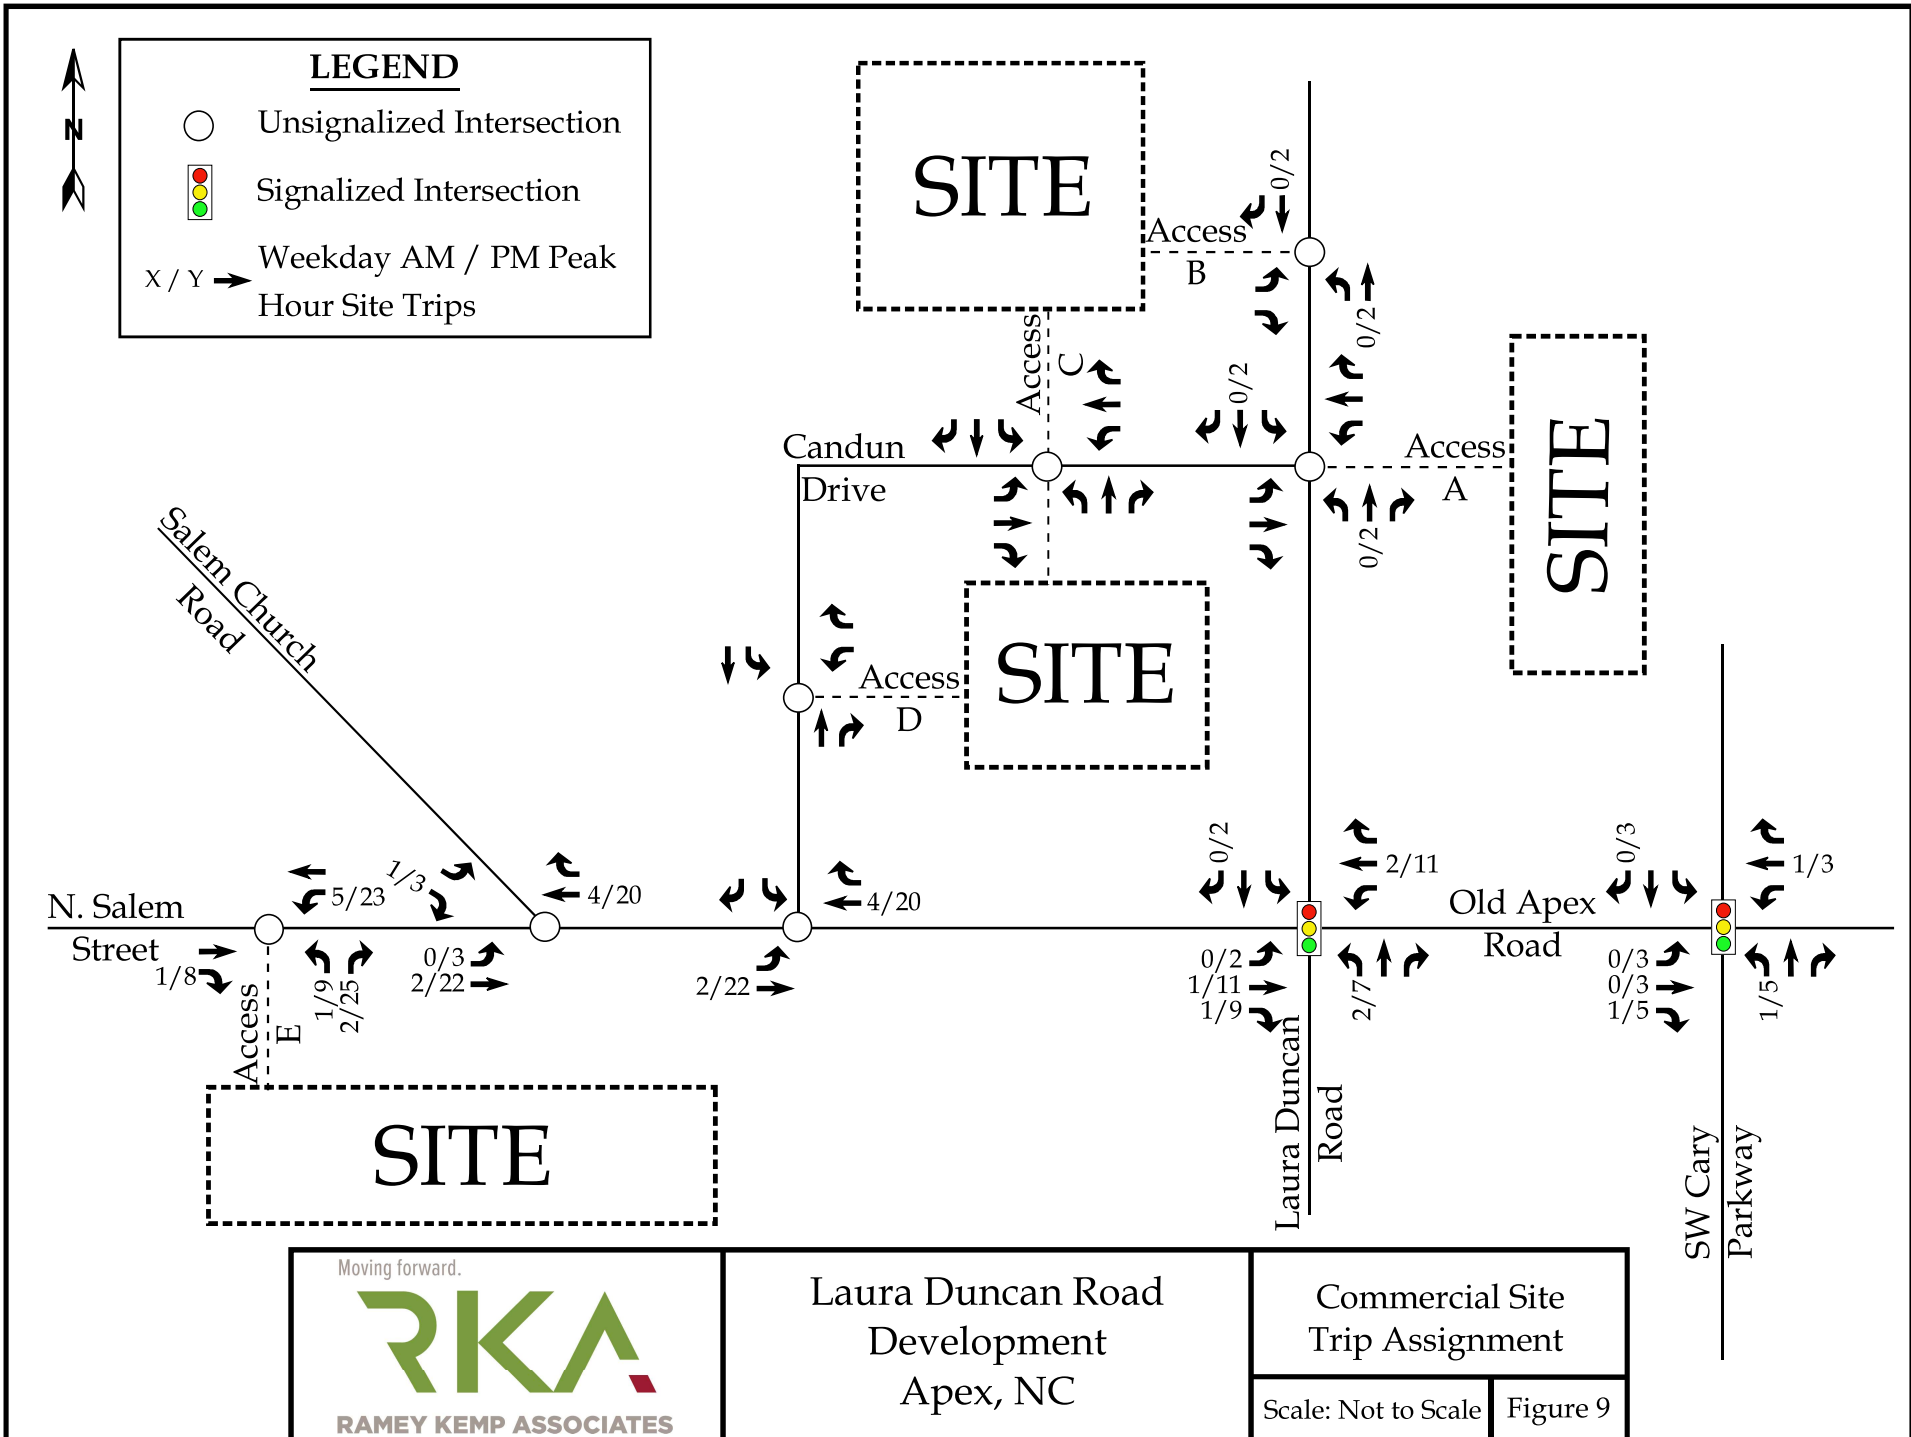 LEGEND
Unsignalized Intersection
Signalized Intersection
X / Y
Weekday AM / PM Peak
Hour Site Trips
N
SITE
0/2
Access
B
0/2
Access
C
0/2
Candun
Drive
Access
A
0/2
SITE
Salem Church
Road
SITE
Access
D
N. Salem
Street
5/23
1/8
1/9
2/25
Access
E
1/3
4/20
0/3
2/22
4/20
2/22
0/2
2/11
0/2
1/11
1/9
2/7
Laura Duncan
Road
Old Apex
Road
0/3
1/3
0/3
0/3
1/5
1/5
SW Cary
Parkway
SITE
Moving forward.
RKA
RAMEY KEMP ASSOCIATES
Laura Duncan Road
Development
Apex, NC
Commercial Site
Trip Assignment
Scale: Not to Scale
Figure 9